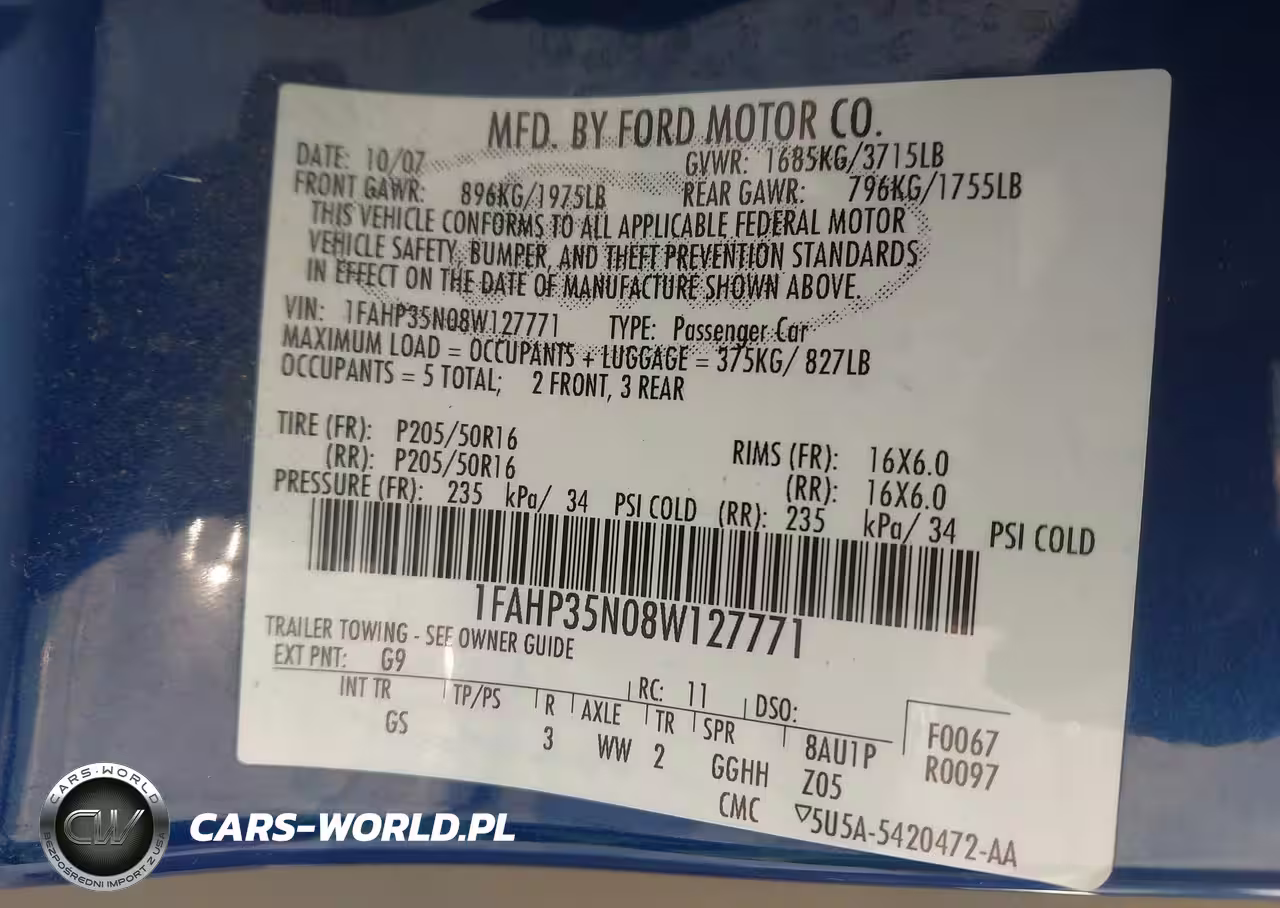 MFD. BY FORD MOTOR CO.
DATE: 10/07 GVWR: 1685KG/3715LB
FRONT GAWR: 896KG/1975LB REAR GAWR: 796KG/1755LB
THIS VEHICLE CONFORMS TO ALL APPLICABLE FEDERAL MOTOR
VEHICLE SAFETY, BUMPER, AND THEFT PREVENTION STANDARDS
IN EFFECT ON THE DATE OF MANUFACTURE SHOWN ABOVE.
VIN: 1FAHP35N08W127771 TYPE: Passenger Car
MAXIMUM LOAD = OCCUPANTS + LUGGAGE = 375KG/ 827LB
OCCUPANTS = 5 TOTAL; 2 FRONT, 3 REAR
TIRE (FR): P205/50R16 RIMS (FR): 16X6.0
(RR): P205/50R16 (RR): 16X6.0
PRESSURE (FR): 235 kPa/ 34 PSI COLD (RR): 235 kPa/ 34 PSI COLD
1FAHP35N08W127771
TRAILER TOWING - SEE OWNER GUIDE
EXT PNT: G9 RC: 11 DSO:
INT TR TP/PS R AXLE TR SPR 8AU1P F0067
GS 3 WW 2 GGHH Z05 R0097
CMC ▽5U5A-5420472-AA
CARS-WORLD
CW
BEZPOŚREDNI IMPORT Z USA
CARS-WORLD.PL